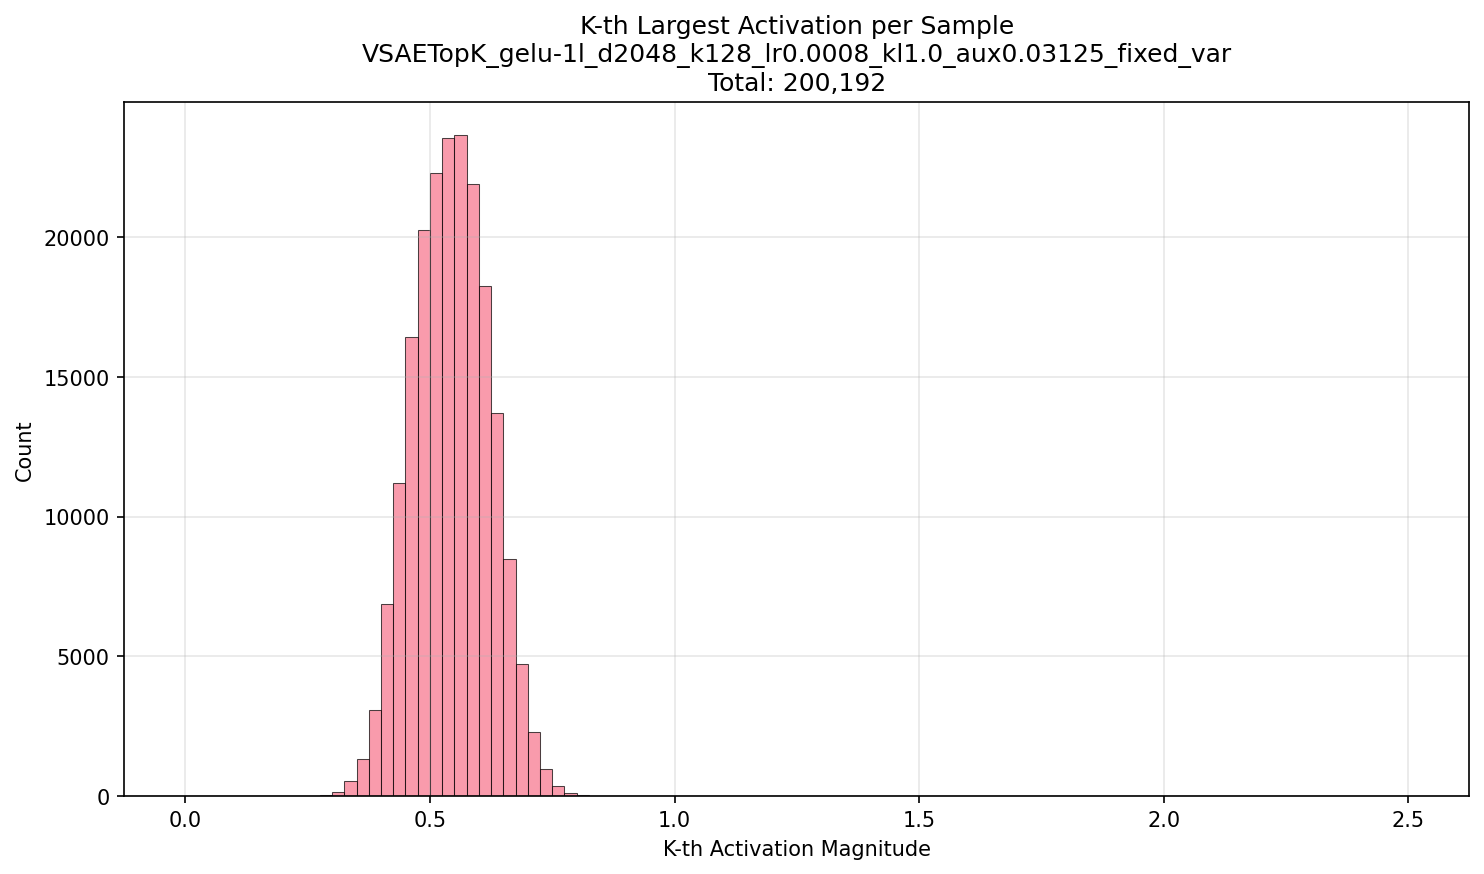 K-th Largest Activation per Sample
VSAETopK_gelu-1l_d2048_k128_lr0.0008_kl1.0_aux0.03125_fixed_var
Total: 200,192
20000
15000
10000
5000
0
Count
0.0 0.5 1.0 1.5 2.0 2.5
K-th Activation Magnitude